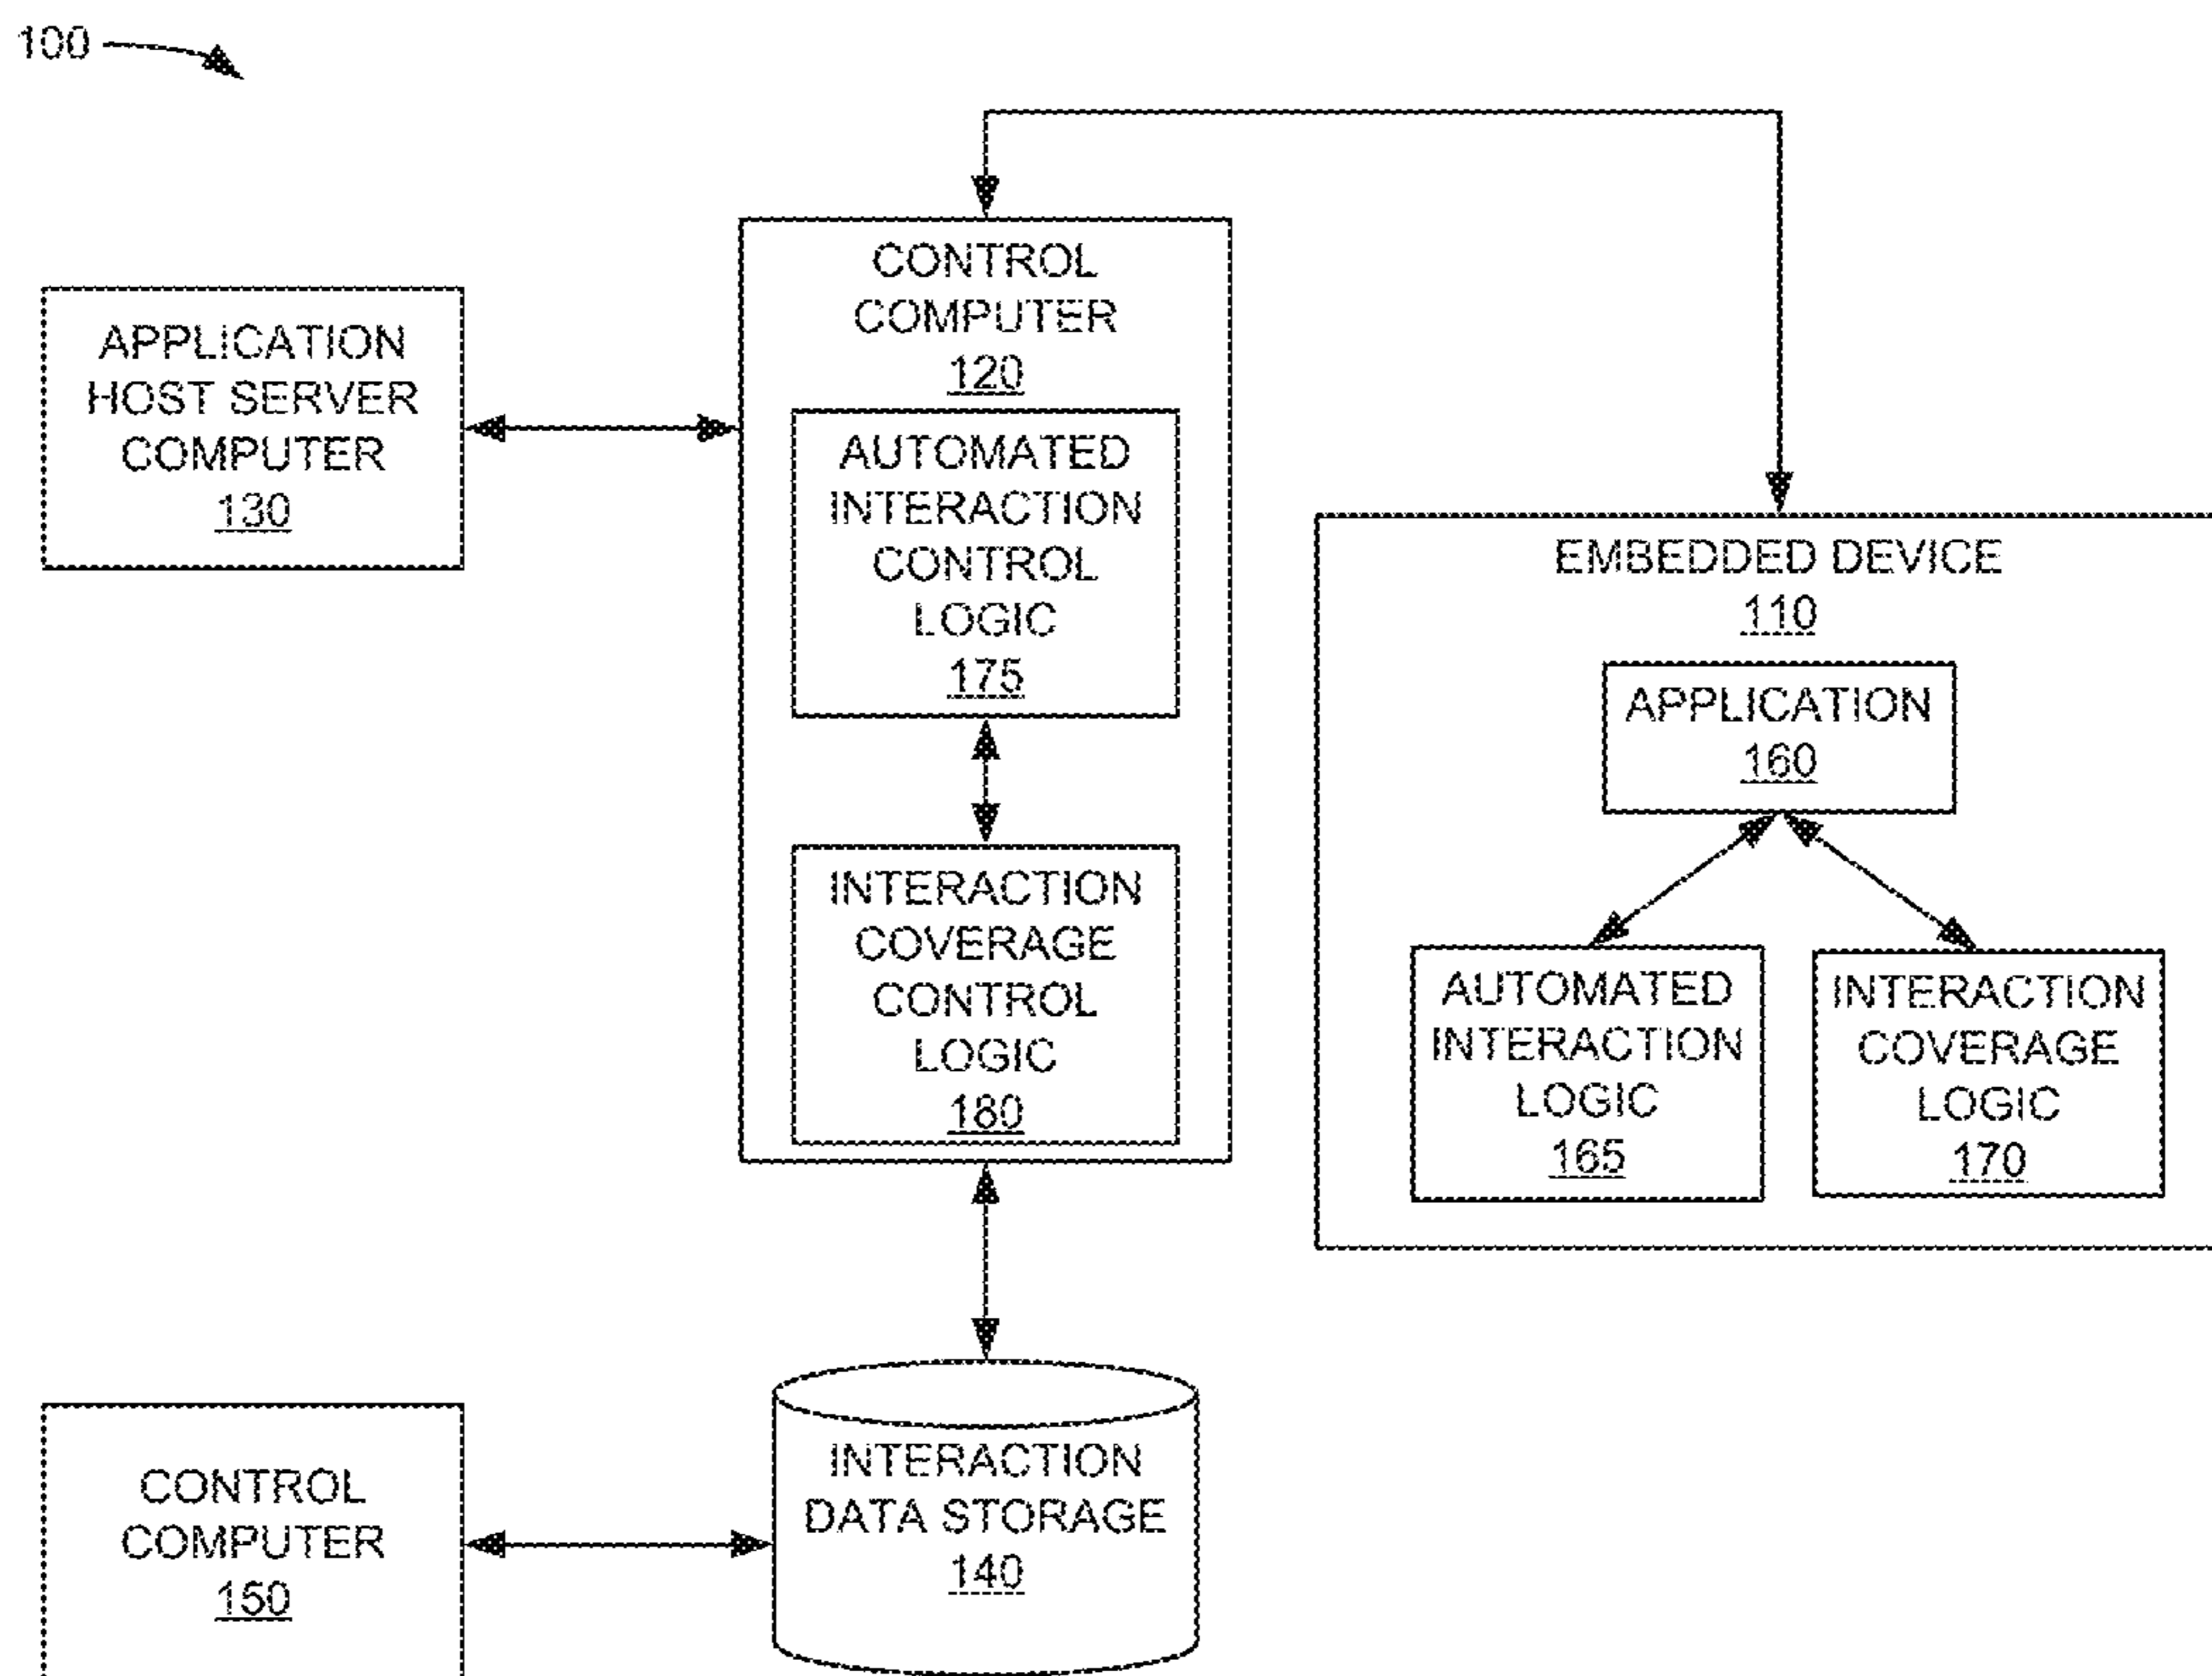 100
CONTROL
COMPUTER
120
APPLICATION
HOST SERVER
COMPUTER
130
AUTOMATED
INTERACTION
CONTROL
LOGIC
175
INTERACTION
COVERAGE
CONTROL
LOGIC
180
EMBEDDED DEVICE
110
APPLICATION
160
AUTOMATED
INTERACTION
LOGIC
165
INTERACTION
COVERAGE
LOGIC
170
CONTROL
COMPUTER
150
INTERACTION
DATA STORAGE
140